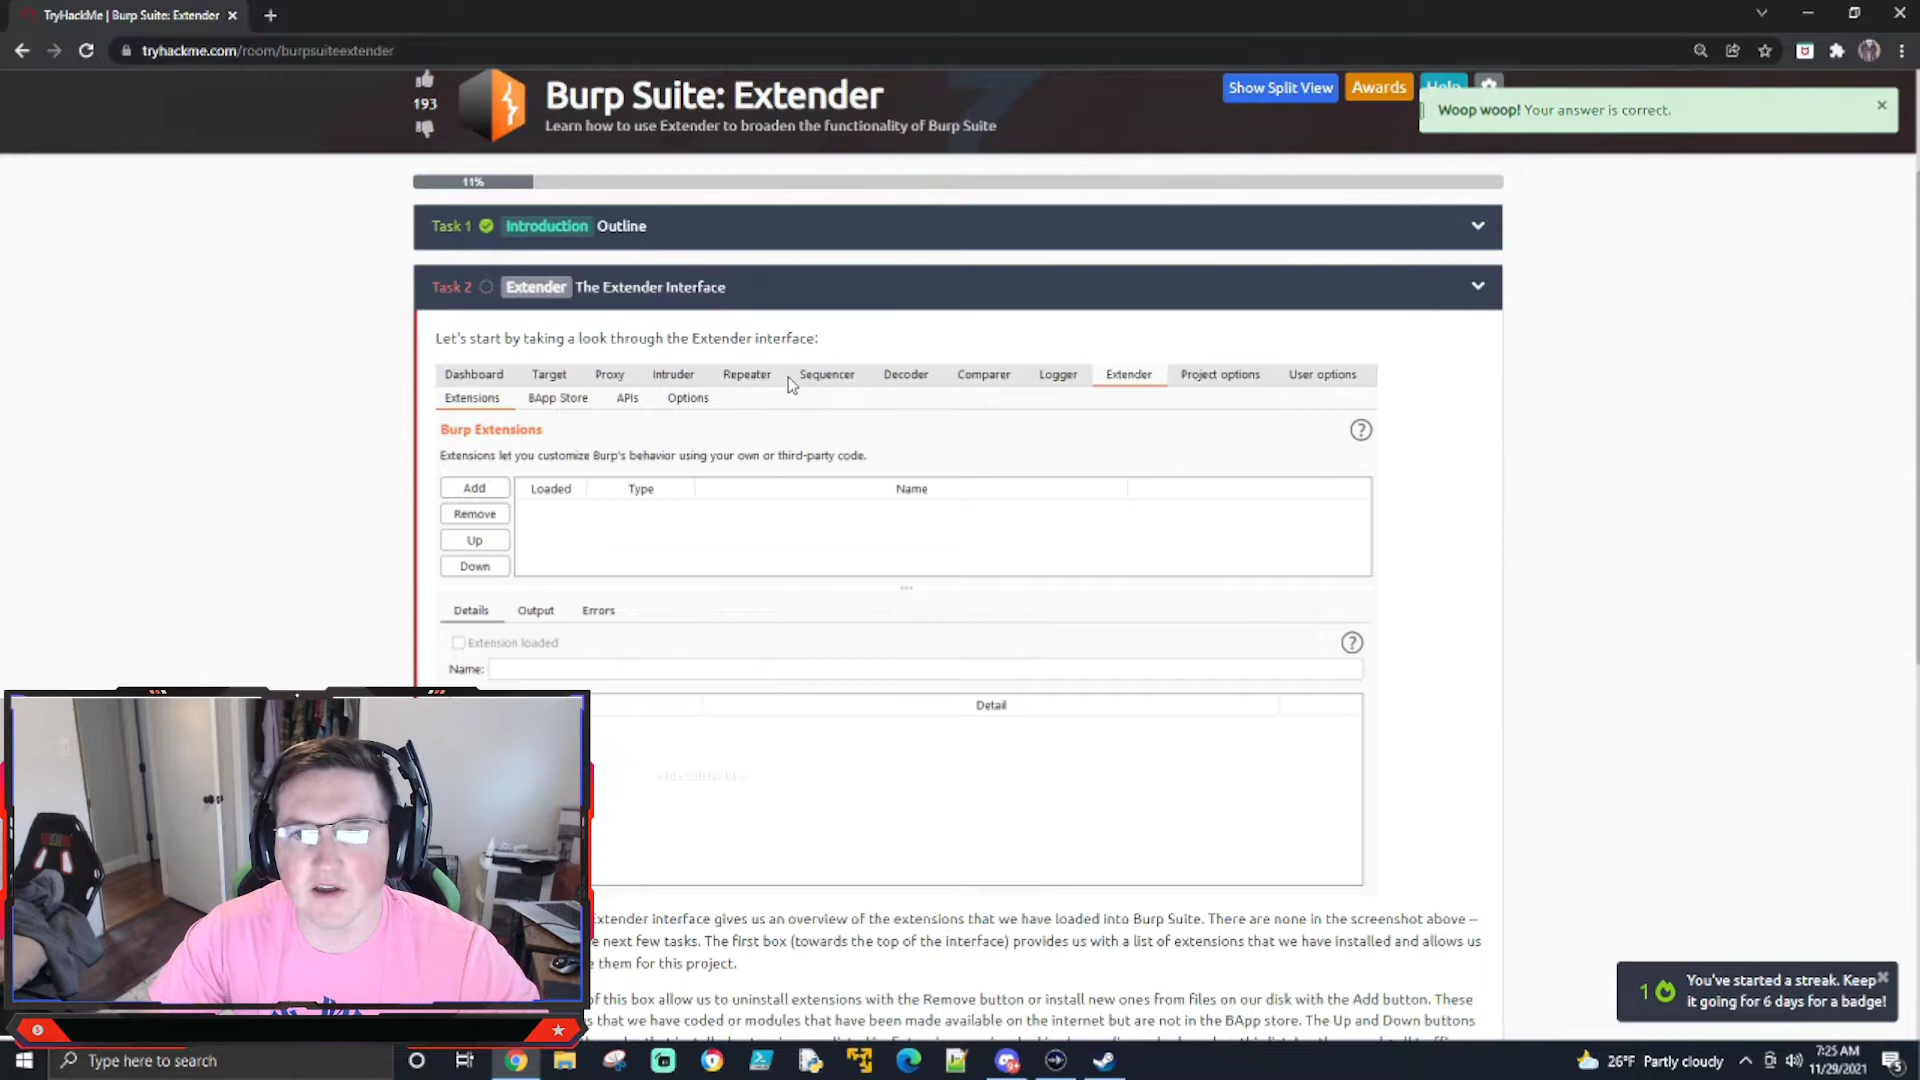 TryHackMe | Burp Suite: Extender
tryhackme.com/room/burpsuiteextender
193
Burp Suite: Extender
Learn how to use Extender to broaden the functionality of Burp Suite
Show Split View
Awards
Help
Woop woop! Your answer is correct.
11%
Task 1 Introduction Outline
Task 2 Extender The Extender Interface
Let's start by taking a look through the Extender interface:
Dashboard Target Proxy Intruder Repeater Sequencer Decoder Comparer Logger Extender Project options User options
Extensions BApp Store APIs Options
Burp Extensions
Extensions let you customize Burp's behavior using your own or third-party code.
Add
Remove
Up
Down
Loaded Type Name
Details Output Errors
Extension loaded
Name:
Detail
Extender interface gives us an overview of the extensions that we have loaded into Burp Suite. There are none in the screenshot above –
next few tasks. The first box (towards the top of the interface) provides us with a list of extensions that we have installed and allows us
them for this project.
of this box allow us to uninstall extensions with the Remove button or install new ones from files on our disk with the Add button. These
that we have coded or modules that have been made available on the internet but are not in the BApp store. The Up and Down buttons
1
You've started a streak. Keep
it going for 6 days for a badge!
Type here to search
26°F Partly cloudy
7:25 AM
11/29/2021
5